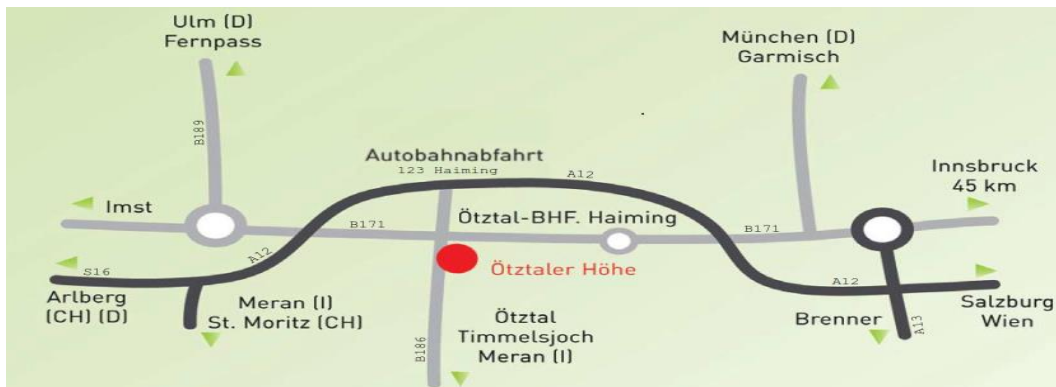 Ulm (D)
Fernpass
München (D)
Garmisch
B189
Autobahnabfahrt
123 Haiming
A12
Innsbruck
45 km
Imst
B171
Ötztal-BHF. Haiming
B171
A12
S16
Ötztaler Höhe
A12
Arlberg
(CH) (D)
Meran (I)
St. Moritz (CH)
Ötztal
Timmelsjoch
Meran (I)
B186
Brenner
A13
Salzburg
Wien